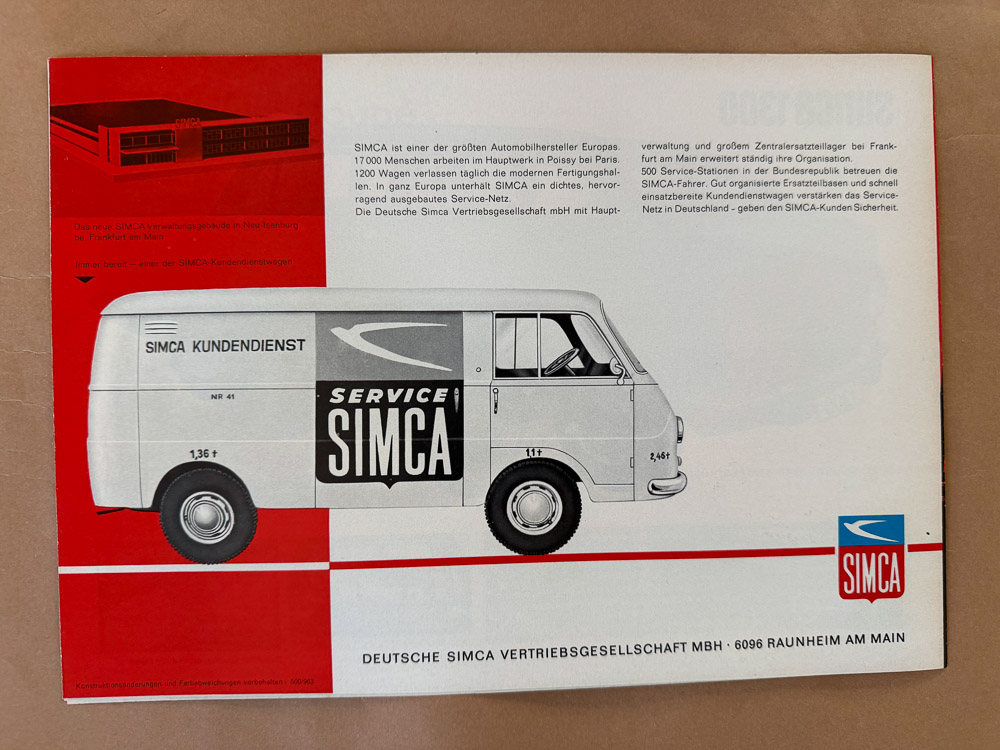 SIMCA
Das neue SIMCA-Verwaltungsgebäude in Neu-Isenburg
bei Frankfurt am Main
Immer bereit – einer der SIMCA-Kundendienstwagen
SIMCA ist einer der größten Automobilhersteller Europas.
17000 Menschen arbeiten im Hauptwerk in Poissy bei Paris.
1200 Wagen verlassen täglich die modernen Fertigungshal-
len. In ganz Europa unterhält SIMCA ein dichtes, hervor-
ragend ausgebautes Service-Netz.
Die Deutsche Simca Vertriebsgesellschaft mbH mit Haupt-
verwaltung und großem Zentralersatzteillager bei Frank-
furt am Main erweitert ständig ihre Organisation.
500 Service-Stationen in der Bundesrepublik betreuen die
SIMCA-Fahrer. Gut organisierte Ersatzteilbasen und schnell
einsatzbereite Kundendienstwagen verstärken das Service-
Netz in Deutschland – geben den SIMCA-Kunden Sicherheit.
SIMCA KUNDENDIENST
NR 41
SERVICE
SIMCA
1,36 t
1,1 t
2,46 t
SIMCA
DEUTSCHE SIMCA VERTRIEBSGESELLSCHAFT MBH · 6096 RAUNHEIM AM MAIN
Konstruktionsänderungen und Farbabweichungen vorbehalten ·